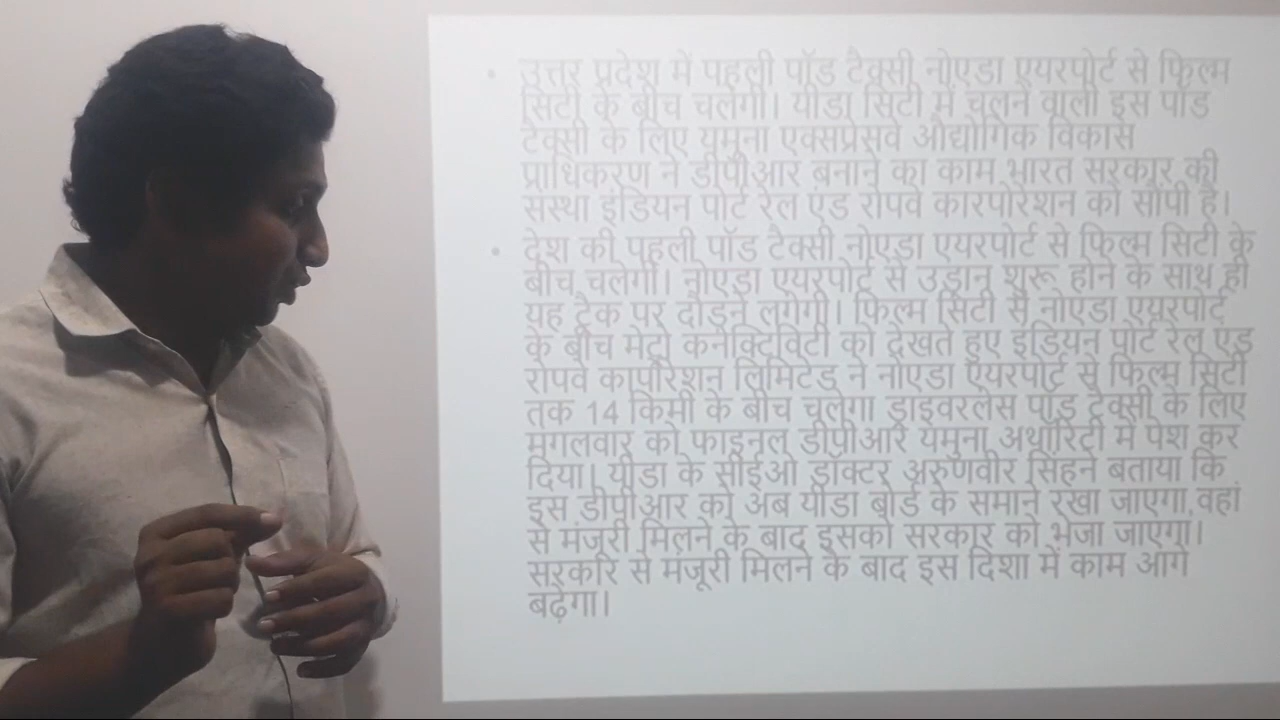 • उत्तर प्रदेश में पहली पॉड टैक्सी नोएडा एयरपोर्ट से फिल्म
सिटी के बीच चलेगी। यीडा सिटी में चलने वाली इस पॉड
टैक्सी के लिए यमुना एक्सप्रेसवे औद्योगिक विकास
प्राधिकरण ने डीपीआर बनाने का काम भारत सरकार की
संस्था इंडियन पोर्ट रेल एंड रोपवे कारपोरेशन को सौंपी है।
• देश की पहली पॉड टैक्सी नोएडा एयरपोर्ट से फिल्म सिटी के
बीच चलेगी। नोएडा एयरपोर्ट से उड़ान शुरू होने के साथ ही
यह ट्रैक पर दौड़ने लगेगी। फिल्म सिटी से नोएडा एयरपोर्ट
के बीच मेट्रो कनेक्टिविटी को देखते हुए इंडियन पोर्ट रेल एंड
रोपवे कार्पोरेशन लिमिटेड ने नोएडा एयरपोर्ट से फिल्म सिटी
तक 14 किमी के बीच चलेगा ड्राइवरलेस पॉड टैक्सी के लिए
मंगलवार को फाइनल डीपीआर यमुना अथॉरिटी में पेश कर
दिया। यीडा के सीईओ डॉक्टर अरुणवीर सिंहने बताया कि
इस डीपीआर को अब यीडा बोर्ड के समाने रखा जाएगा,वहां
से मंजूरी मिलने के बाद इसको सरकार को भेजा जाएगा।
सरकार से मंजूरी मिलने के बाद इस दिशा में काम आगे
बढ़ेगा।